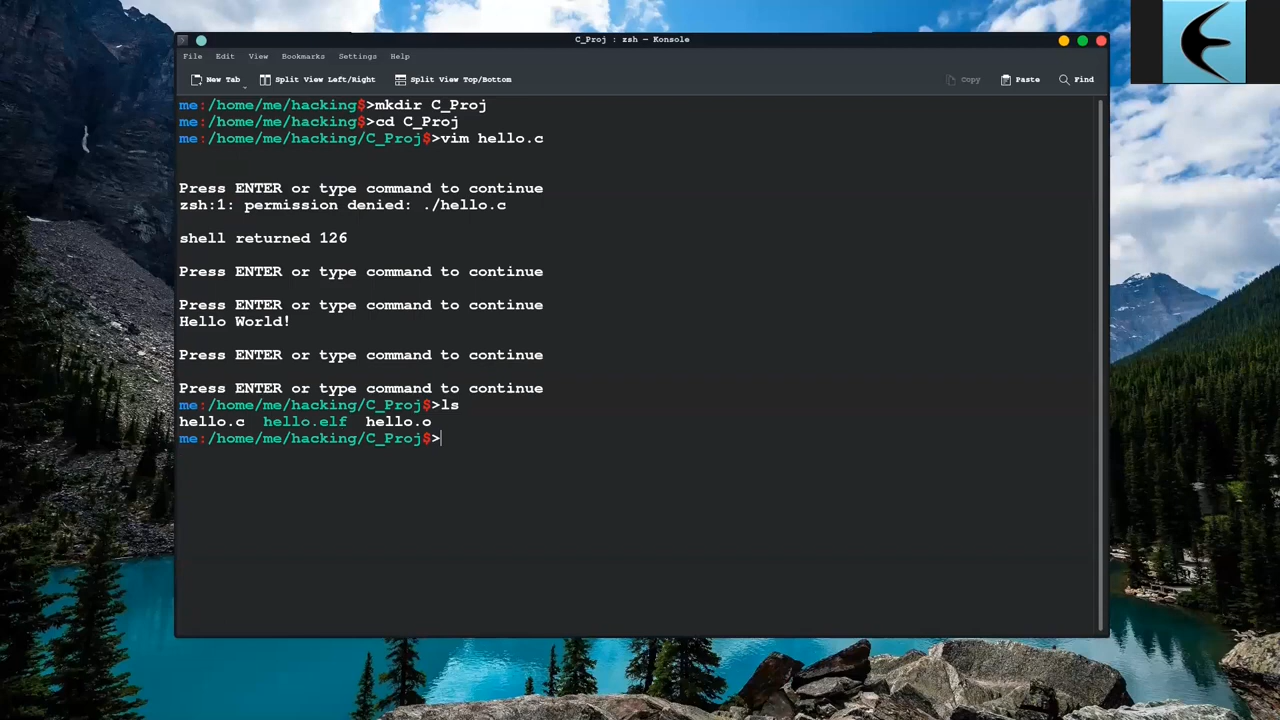 C_Proj : zsh — Konsole
File Edit View Bookmarks Settings Help
New Tab Split View Left/Right Split View Top/Bottom Copy Paste Find
me:/home/me/hacking$>mkdir C_Proj
me:/home/me/hacking$>cd C_Proj
me:/home/me/hacking/C_Proj$>vim hello.c
Press ENTER or type command to continue
zsh:1: permission denied: ./hello.c
shell returned 126
Press ENTER or type command to continue
Press ENTER or type command to continue
Hello World!
Press ENTER or type command to continue
Press ENTER or type command to continue
me:/home/me/hacking/C_Proj$>ls
hello.c hello.elf hello.o
me:/home/me/hacking/C_Proj$>